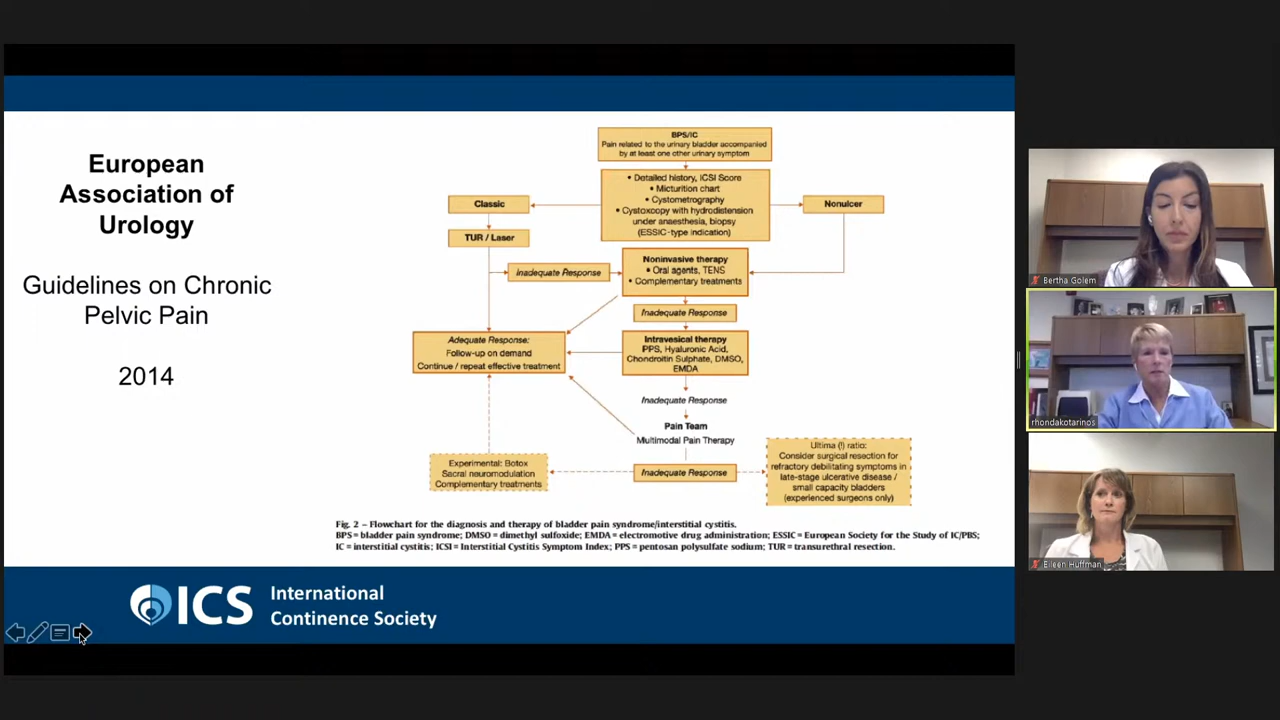 European
Association of
Urology
Guidelines on Chronic
Pelvic Pain
2014
BPS/IC
Pain related to the urinary bladder accompanied
by at least one other urinary symptom
• Detailed history, ICSI Score
• Micturition chart
• Cystometrography
• Cystoxcopy with hydrodistension
under anaesthesia, biopsy
(ESSIC-type indication)
Classic
Nonulcer
TUR / Laser
Inadequate Response
Noninvasive therapy
• Oral agents, TENS
• Complementary treatments
Inadequate Response
Adequate Response:
Follow-up on demand
Continue / repeat effective treatment
Intravesical therapy
PPS, Hyaluronic Acid,
Chondroitin Sulphate, DMSO,
EMDA
Inadequate Response
Pain Team
Multimodal Pain Therapy
Experimental: Botox
Sacral neuromodulation
Complementary treatments
Inadequate Response
Ultima (!) ratio:
Consider surgical resection for
refractory debilitating symptoms in
late-stage ulcerative disease /
small capacity bladders
(experienced surgeons only)
Fig. 2 – Flowchart for the diagnosis and therapy of bladder pain syndrome/interstitial cystitis.
BPS = bladder pain syndrome; DMSO = dimethyl sulfoxide; EMDA = electromotive drug administration; ESSIC = European Society for the Study of IC/PBS;
IC = interstitial cystitis; ICSI = Interstitial Cystitis Symptom Index; PPS = pentosan polysulfate sodium; TUR = transurethral resection.
ICS
International
Continence Society
Bertha Golem
rhondakotarinos
Eileen Huffman